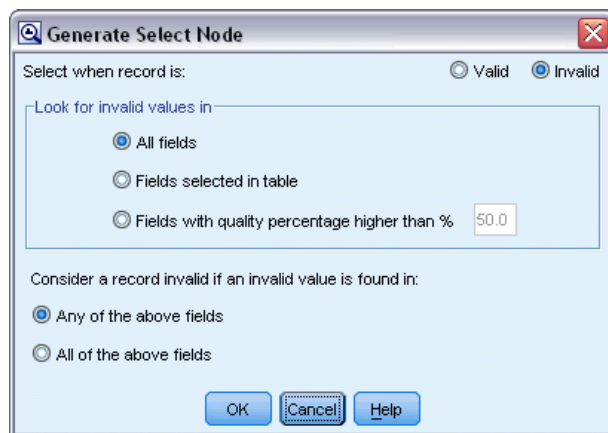 Generate Select Node
Select when record is: Valid Invalid
Look for invalid values in
All fields
Fields selected in table
Fields with quality percentage higher than % 50.0
Consider a record invalid if an invalid value is found in:
Any of the above fields
All of the above fields
OK Cancel Help